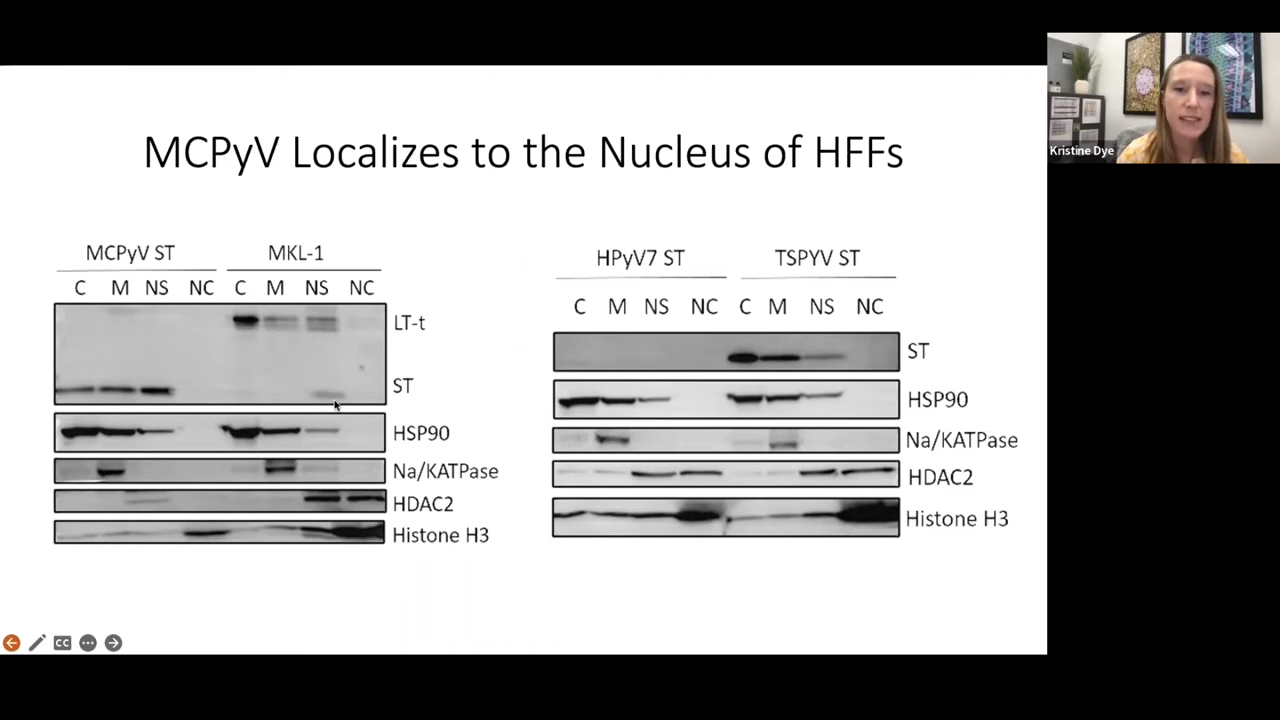 MCPyV Localizes to the Nucleus of HFFs
MCPyV ST MKL-1
C M NS NC C M NS NC
LT-t
ST
HSP90
Na/KATPase
HDAC2
Histone H3
HPyV7 ST TSPYV ST
C M NS NC C M NS NC
ST
HSP90
Na/KATPase
HDAC2
Histone H3
Kristine Dye
CC